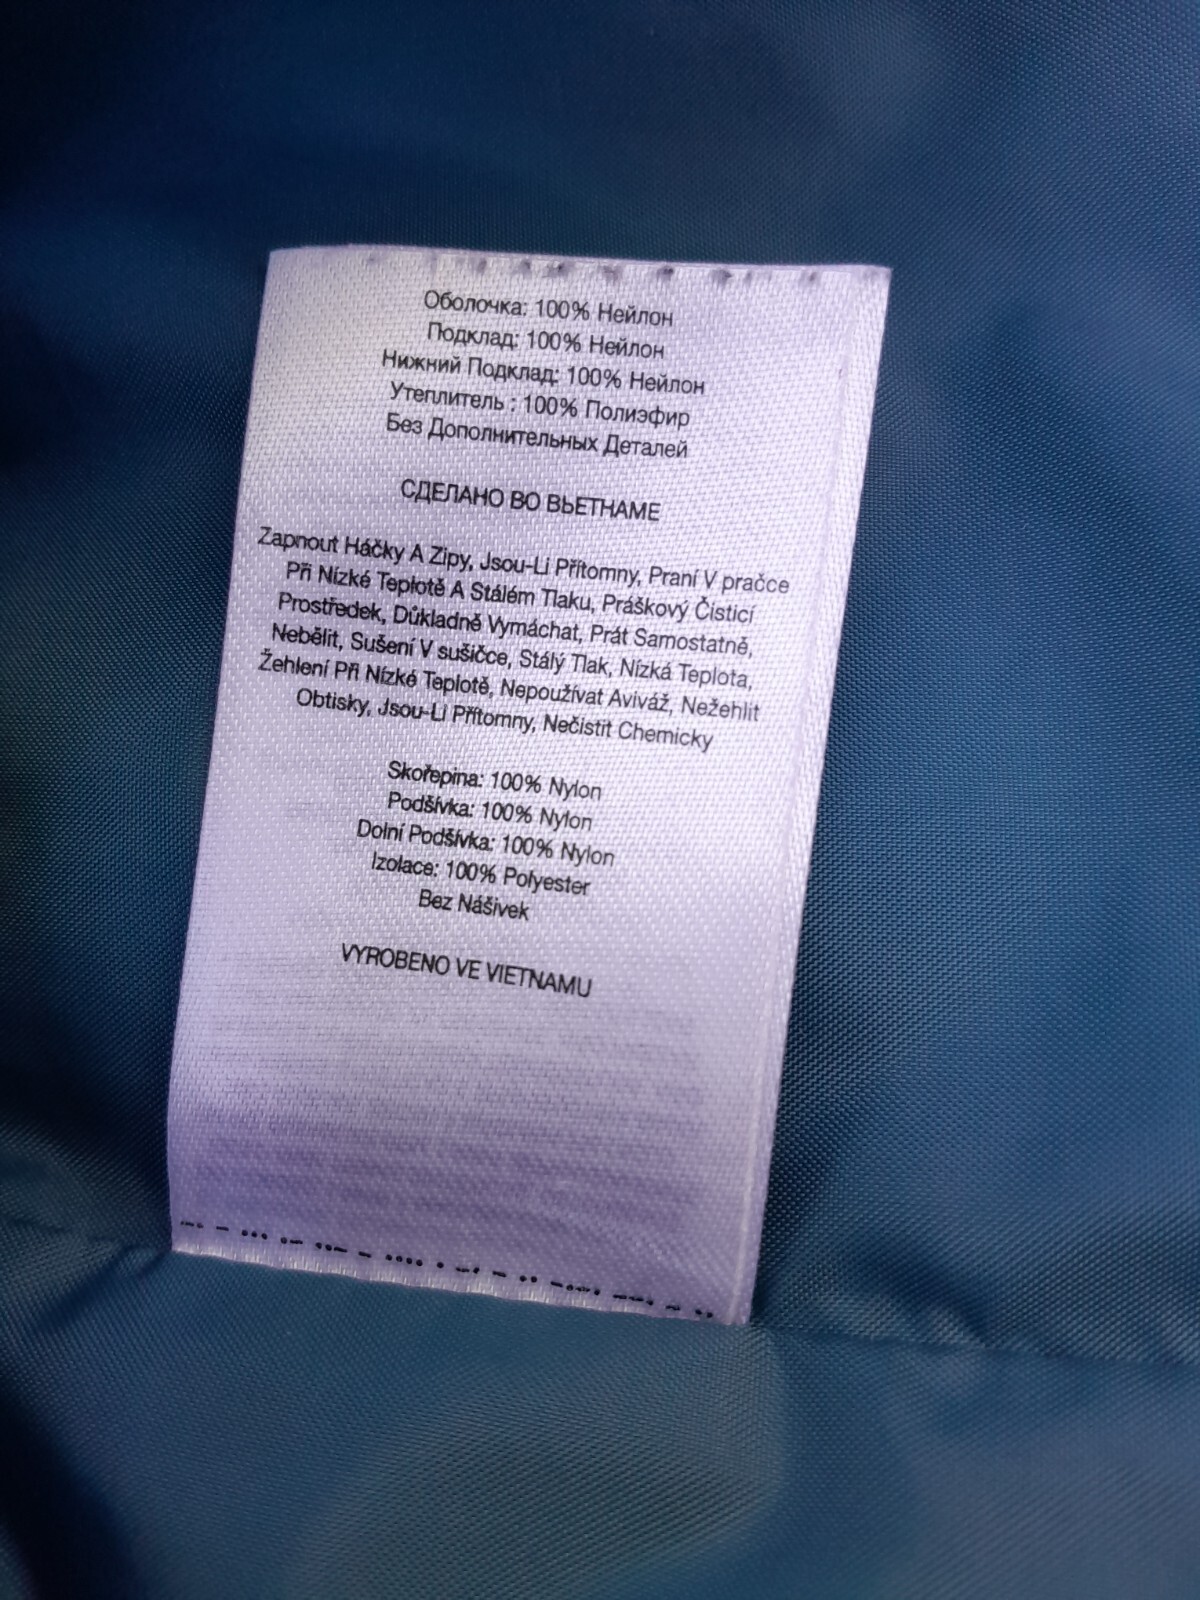 Оболочка: 100% Нейлон
Подклад: 100% Нейлон
Нижний Подклад: 100% Нейлон
Утеплитель : 100% Полиэфир
Без Дополнительных Деталей
СДЕЛАНО ВО ВЬЕТНАМЕ
Zapnout Háčky A Zipy, Jsou-Li Přítomny, Praní V pračce
Při Nízké Teplotě A Stálém Tlaku, Práškový Čisticí
Prostředek, Důkladně Vymáchat, Prát Samostatně,
Nebělit, Sušení V sušičce, Stálý Tlak, Nízká Teplota,
Žehlení Při Nízké Teplotě, Nepoužívat Aviváž, Nežehlit
Obtisky, Jsou-Li Přítomny, Nečistit Chemicky
Skořepina: 100% Nylon
Podšívka: 100% Nylon
Dolní Podšívka: 100% Nylon
Izolace: 100% Polyester
Bez Nášivek
VYROBENO VE VIETNAMU